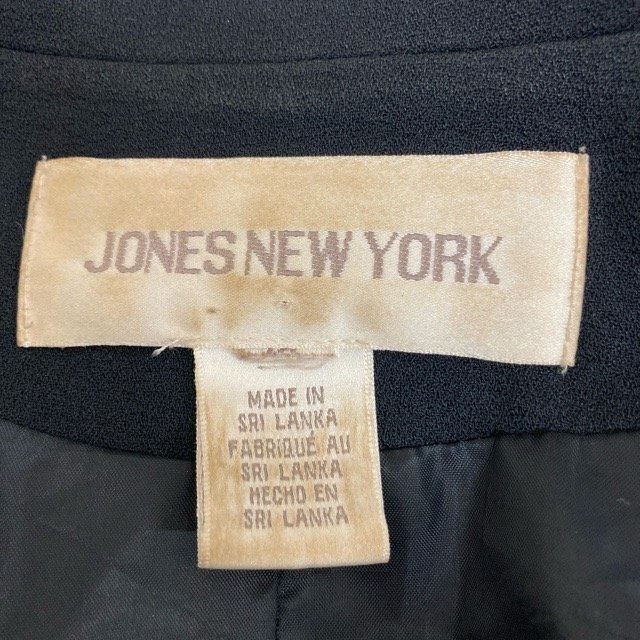 JONES NEW YORK
MADE IN
SRI LANKA
FABRIQUÉ AU
SRI LANKA
HECHO EN
SRI LANKA